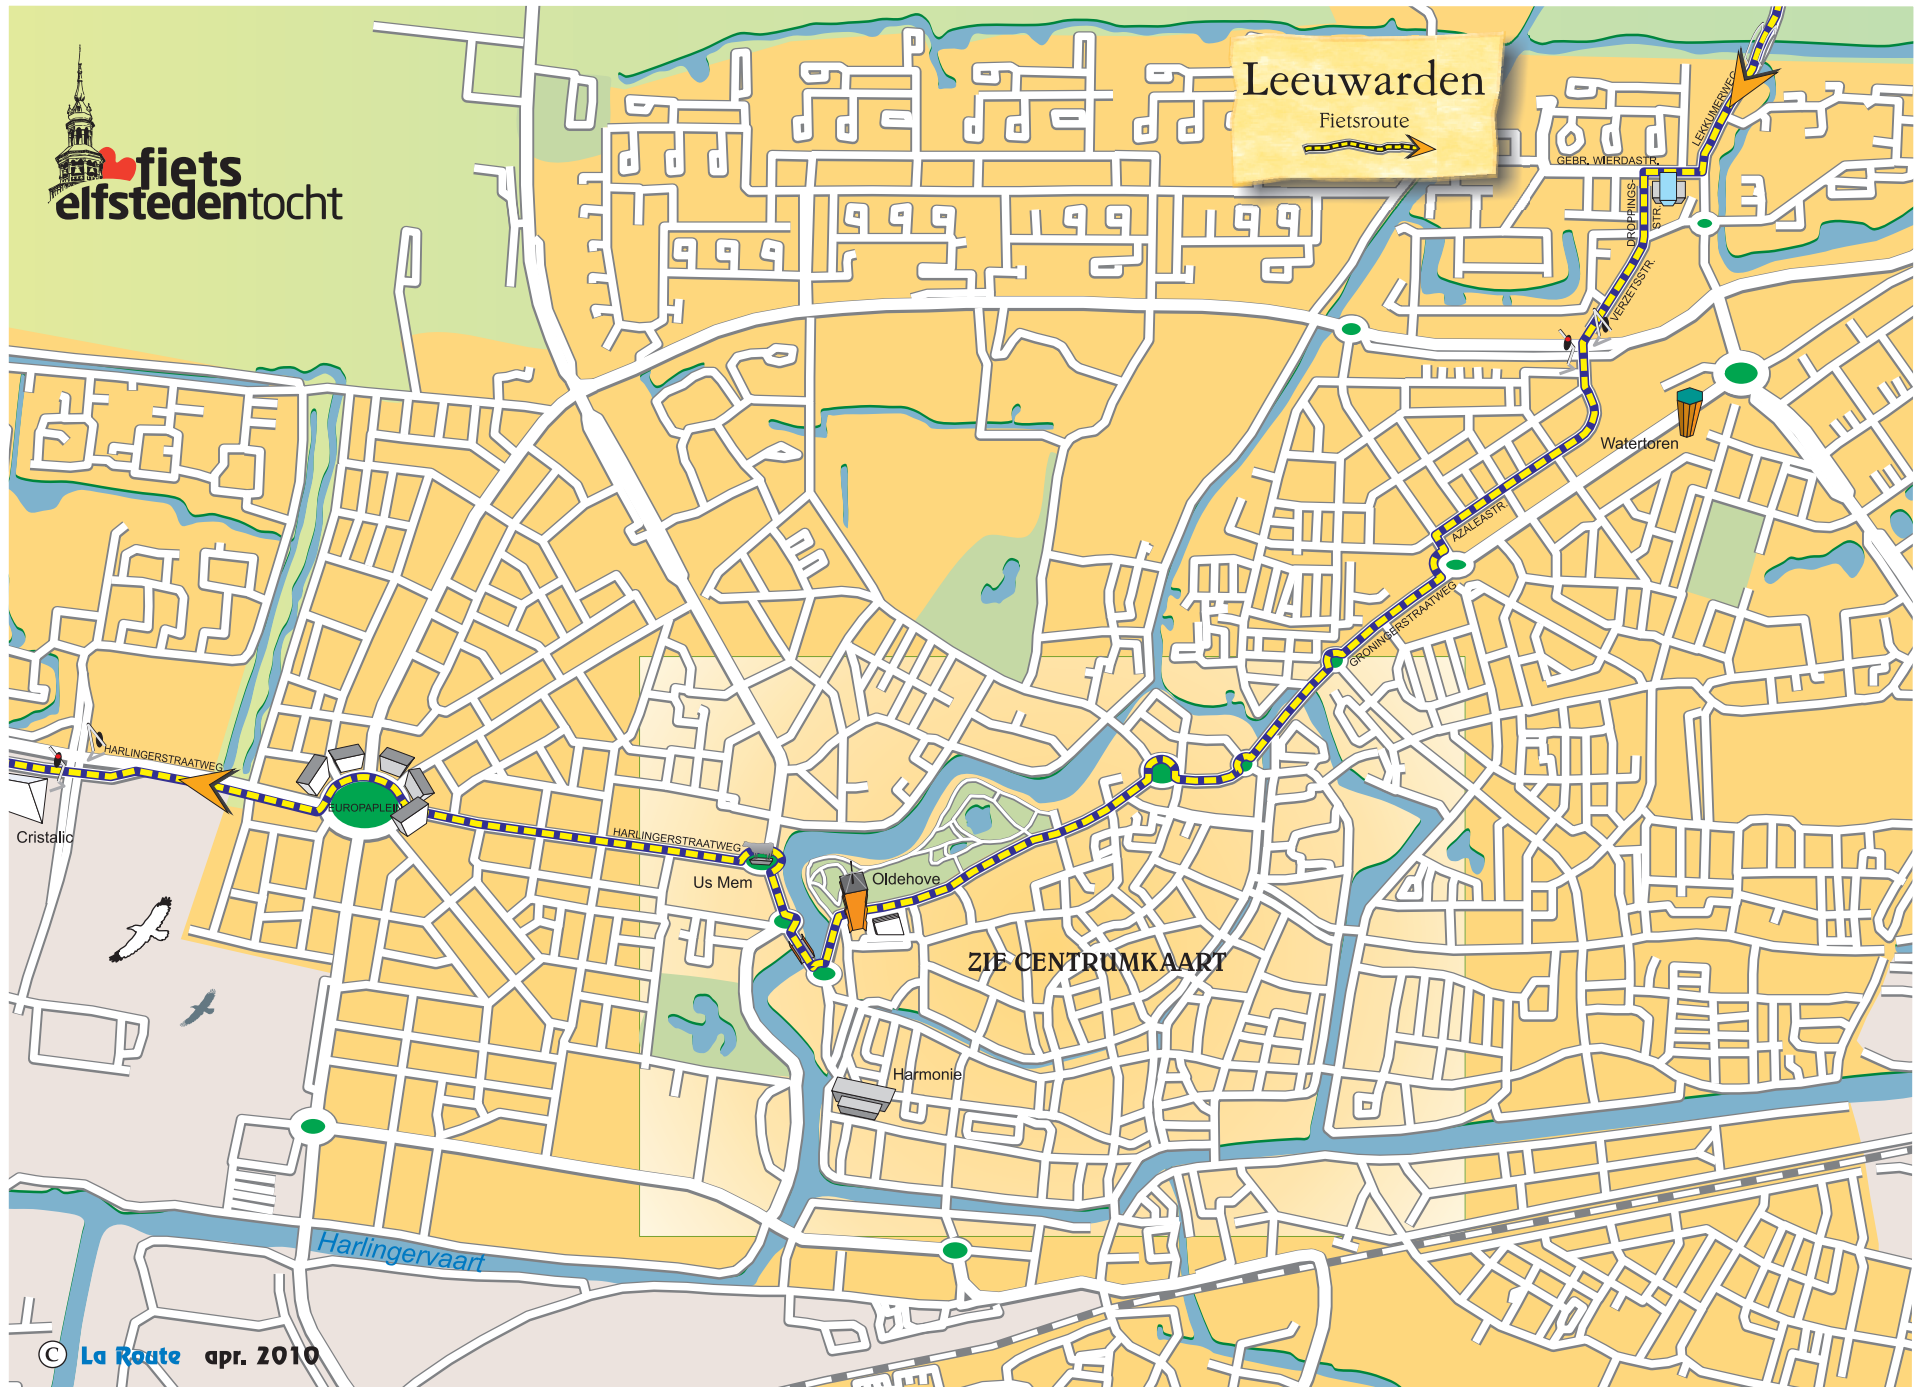 fiets
elfstedentocht
Leeuwarden
Fietsroute
LEKKUMERWEG
GEBR. WIERDASTR.
DROPPINGS-
STR.
VERZETSSTR.
Watertoren
AZALEASTR.
GRONINGERSTRAATWEG
HARLINGERSTRAATWEG
EUROPAPLEIN
Cristalic
HARLINGERSTRAATWEG
Us Mem
Oldehove
ZIE CENTRUMKAART
Harmonie
Harlingervaart
© La Route apr. 2010